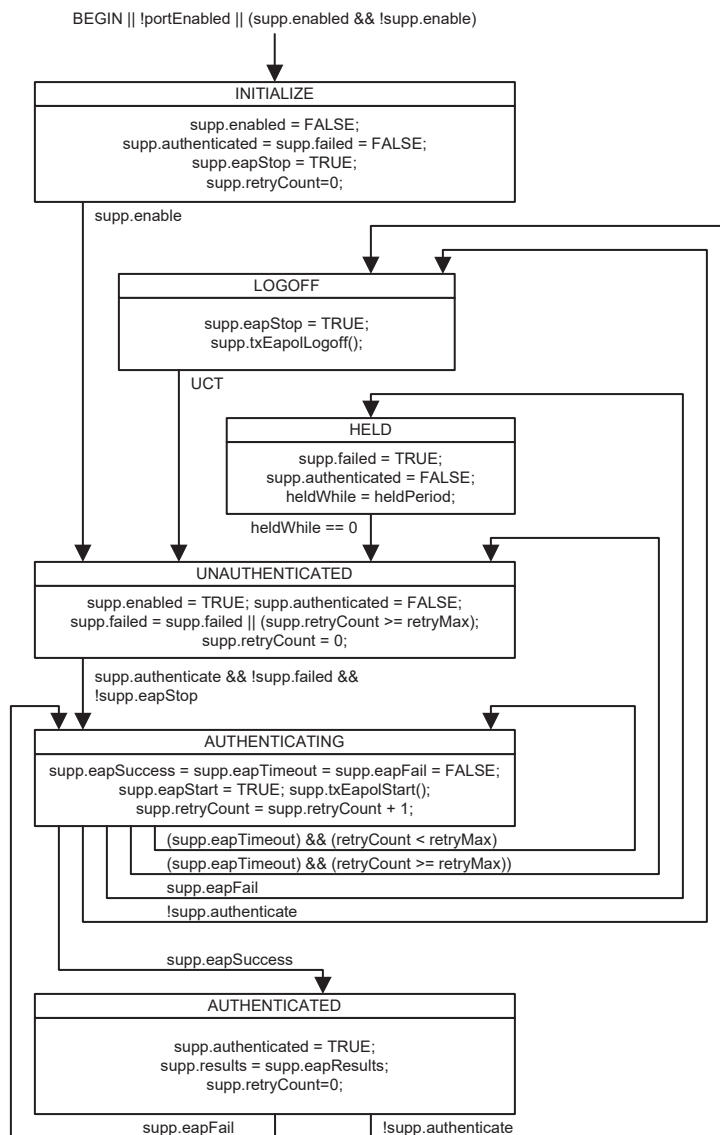 BEGIN || !portEnabled || (supp.enabled && !supp.enable)
INITIALIZE
supp.enabled = FALSE;
supp.authenticated = supp.failed = FALSE;
supp.eapStop = TRUE;
supp.retryCount=0;
supp.enable
LOGOFF
supp.eapStop = TRUE;
supp.txEapolLogoff();
UCT
HELD
supp.failed = TRUE;
supp.authenticated = FALSE;
heldWhile = heldPeriod;
heldWhile == 0
UNAUTHENTICATED
supp.enabled = TRUE; supp.authenticated = FALSE;
supp.failed = supp.failed || (supp.retryCount >= retryMax);
supp.retryCount = 0;
supp.authenticate && !supp.failed &&
!supp.eapStop
AUTHENTICATING
supp.eapSuccess = supp.eapTimeout = supp.eapFail = FALSE;
supp.eapStart = TRUE; supp.txEapolStart();
supp.retryCount = supp.retryCount + 1;
(supp.eapTimeout) && (retryCount < retryMax)
(supp.eapTimeout) && (retryCount >= retryMax))
supp.eapFail
!supp.authenticate
supp.eapSuccess
AUTHENTICATED
supp.authenticated = TRUE;
supp.results = supp.eapResults;
supp.retryCount=0;
supp.eapFail
!supp.authenticate